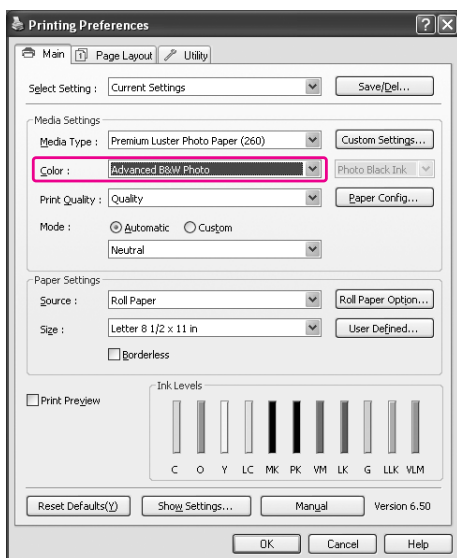 Printing Preferences
Main Page Layout Utility
Select Setting : Current Settings Save/Del...
Media Settings
Media Type : Premium Luster Photo Paper (260) Custom Settings...
Color : Advanced B&W Photo Photo Black Ink
Print Quality : Quality Paper Config...
Mode : Automatic Custom
Neutral
Paper Settings
Source : Roll Paper Roll Paper Option...
Size : Letter 8 1/2 x 11 in User Defined...
Borderless
Print Preview
Ink Levels
C O Y LC MK PK VM LK G LLK VLM
Reset Defaults(Y) Show Settings... Manual Version 6.50
OK Cancel Help